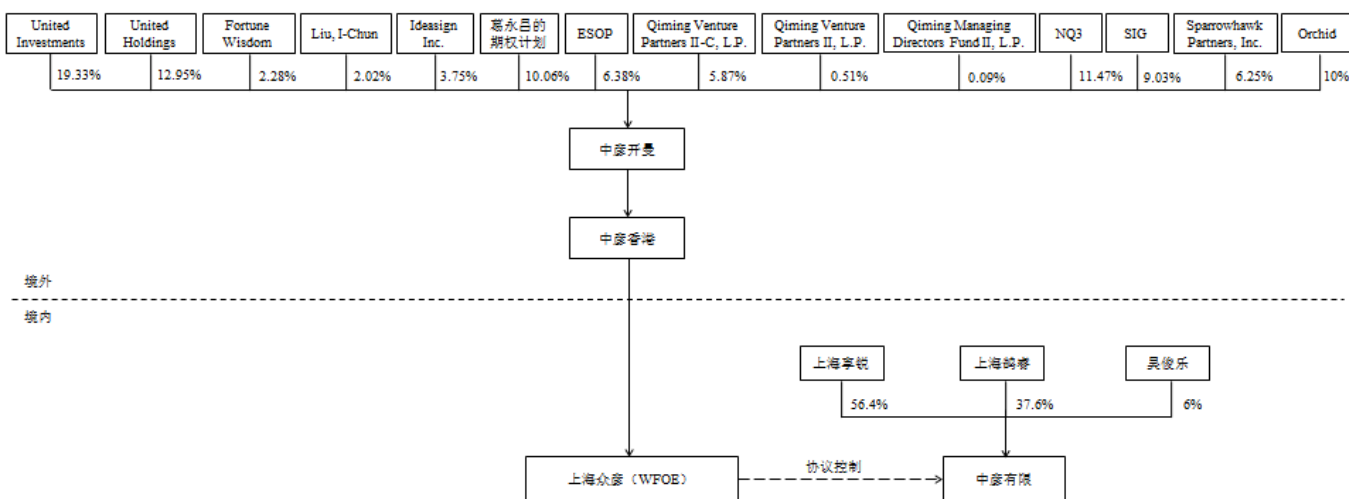 United
Investments
United
Holdings
Fortune
Wisdom
Liu, I-Chun
Ideasign
Inc.
葛永昌的
期权计划
ESOP
Qiming Venture
Partners II-C, L.P.
Qiming Venture
Partners II, L.P.
Qiming Managing
Directors Fund II, L.P.
NQ3
SIG
Sparrowhawk
Partners, Inc.
Orchid
19.33%
12.95%
2.28%
2.02%
3.75%
10.06%
6.38%
5.87%
0.51%
0.09%
11.47%
9.03%
6.25%
10%
中彦开曼
中彦香港
境外
境内
上海享锐
上海鹄睿
吴俊乐
56.4%
37.6%
6%
上海众彦（WFOE）
协议控制
中彦有限